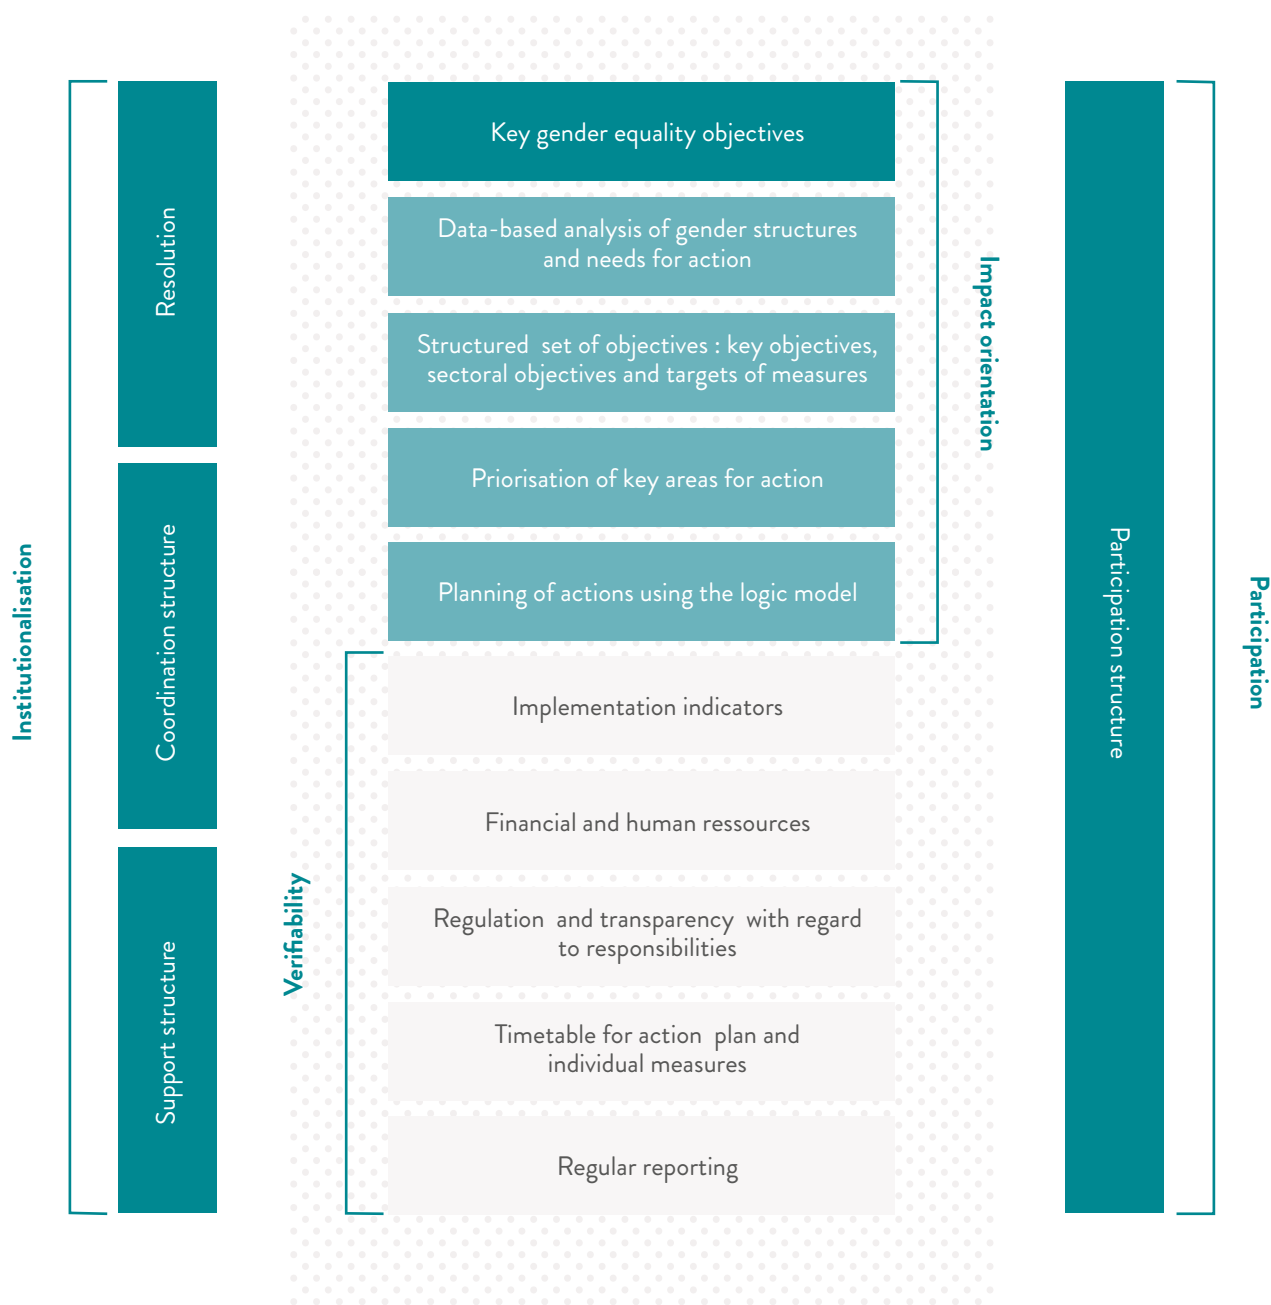 Institutionalisation
Resolution
Coordination structure
Support structure
Key gender equality objectives
Data-based analysis of gender structures
and needs for action
Structured set of objectives : key objectives,
sectoral objectives and targets of measures
Priorisation of key areas for action
Planning of actions using the logic model
Impact orientation
Verifiability
Implementation indicators
Financial and human ressources
Regulation and transparency with regard
to responsibilities
Timetable for action plan and
individual measures
Regular reporting
Participation structure
Participation